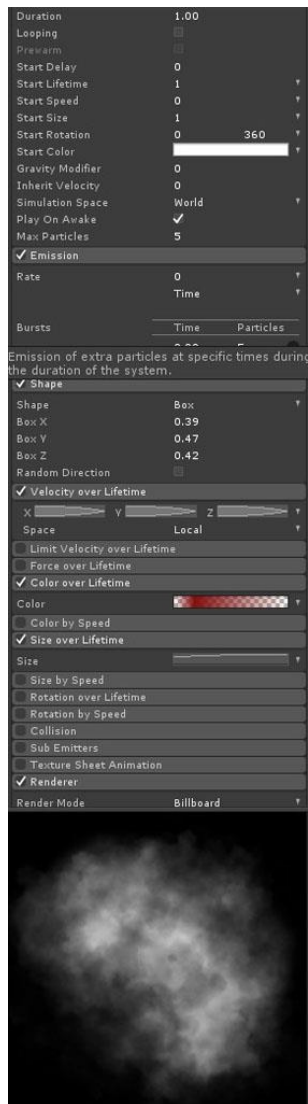 Duration 1.00
Looping
Prewarm
Start Delay 0
Start Lifetime 1
Start Speed 0
Start Size 1
Start Rotation 0 360
Start Color
Gravity Modifier 0
Inherit Velocity 0
Simulation Space World
Play On Awake
Max Particles 5
Emission
Rate 0
Time
Bursts Time Particles
Emission of extra particles at specific times during
the duration of the system.
Shape
Shape Box
Box X 0.39
Box Y 0.47
Box Z 0.42
Random Direction
Velocity over Lifetime
X Y Z
Space Local
Limit Velocity over Lifetime
Force over Lifetime
Color over Lifetime
Color
Color by Speed
Size over Lifetime
Size
Size by Speed
Rotation over Lifetime
Rotation by Speed
Collision
Sub Emitters
Texture Sheet Animation
Renderer
Render Mode Billboard